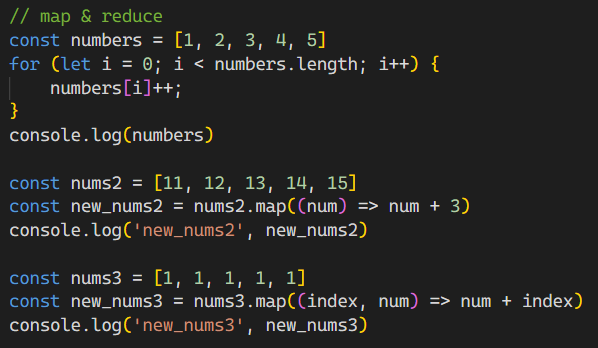 // map & reduce
const numbers = [1, 2, 3, 4, 5]
for (let i = 0; i < numbers.length; i++) {
    numbers[i]++;
}
console.log(numbers)

const nums2 = [11, 12, 13, 14, 15]
const new_nums2 = nums2.map((num) => num + 3)
console.log('new_nums2', new_nums2)

const nums3 = [1, 1, 1, 1, 1]
const new_nums3 = nums3.map((index, num) => num + index)
console.log('new_nums3', new_nums3)